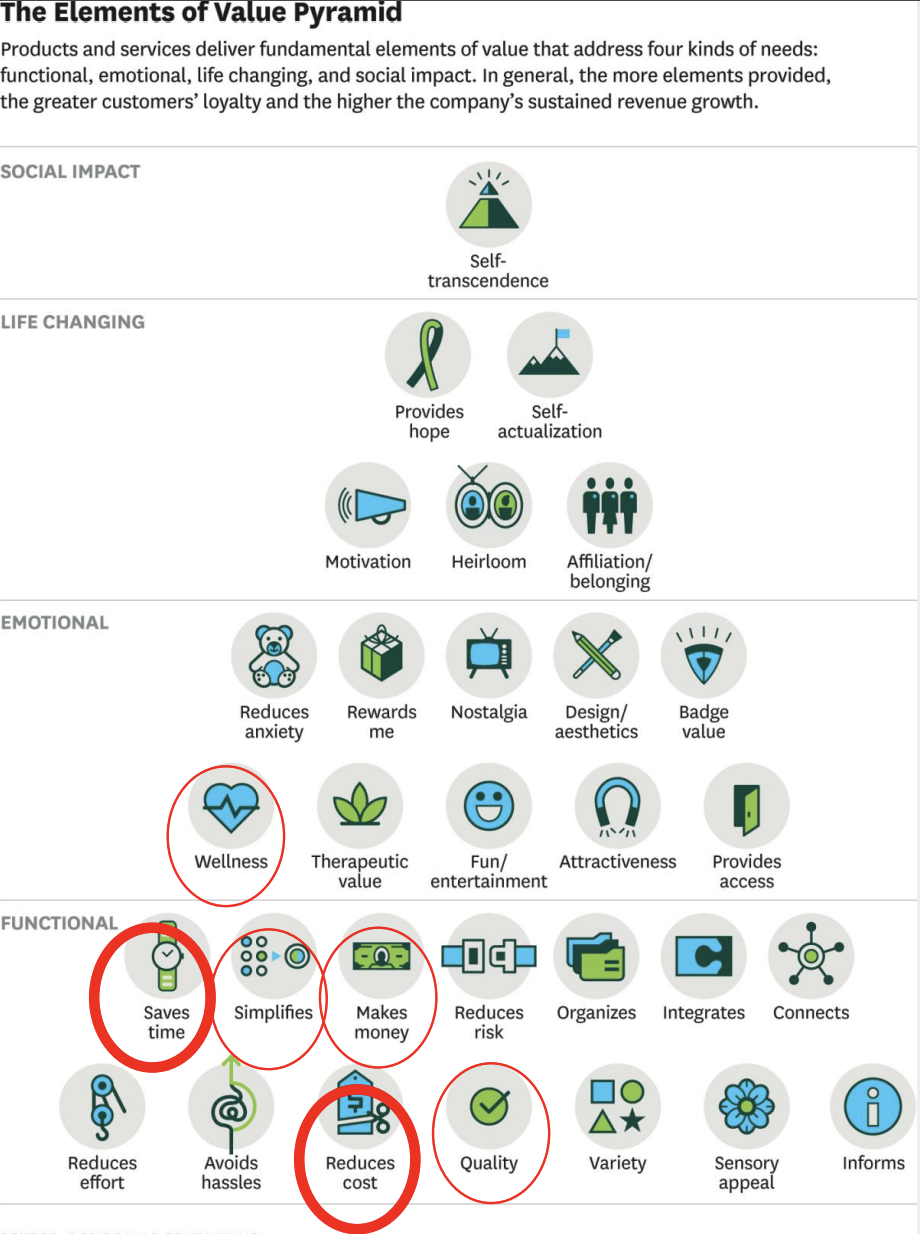 The Elements of Value Pyramid
Products and services deliver fundamental elements of value that address four kinds of needs:
functional, emotional, life changing, and social impact. In general, the more elements provided,
the greater customers’ loyalty and the higher the company’s sustained revenue growth.
SOCIAL IMPACT
Self-
transcendence
LIFE CHANGING
Provides
hope
Self-
actualization
Motivation
Heirloom
Affiliation/
belonging
EMOTIONAL
Reduces
anxiety
Rewards
me
Nostalgia
Design/
aesthetics
Badge
value
Wellness
Therapeutic
value
Fun/
entertainment
Attractiveness
Provides
access
FUNCTIONAL
Saves
time
Simplifies
Makes
money
Reduces
risk
Organizes
Integrates
Connects
Reduces
effort
Avoids
hassles
Reduces
cost
Quality
Variety
Sensory
appeal
Informs